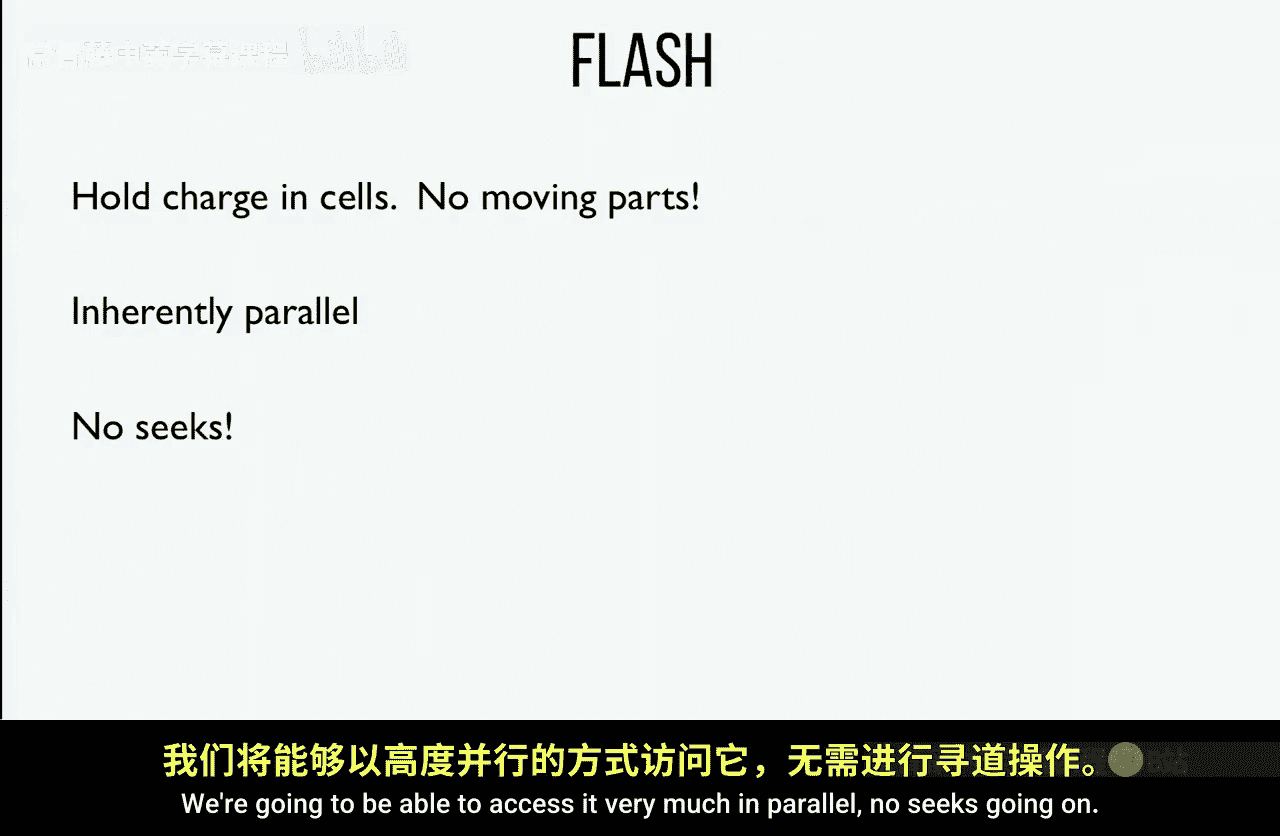 FLASH
Hold charge in cells. No moving parts!
Inherently parallel
No seeks!
我们将能够以高度并行的方式访问它，无需进行寻道操作。
We're going to be able to access it very much in parallel, no seeks going on.